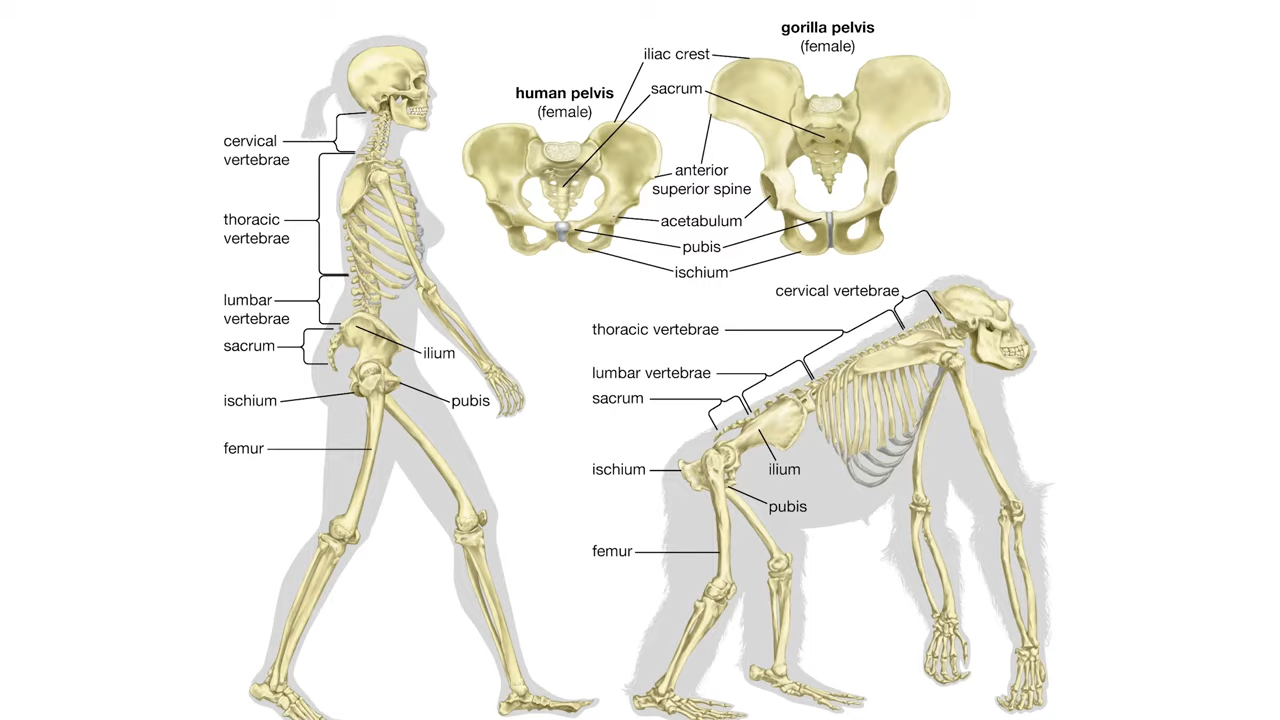 gorilla pelvis
(female)
iliac crest
human pelvis
(female)
sacrum
anterior
superior spine
acetabulum
pubis
ischium
cervical
vertebrae
thoracic
vertebrae
lumbar
vertebrae
sacrum
ilium
ischium
pubis
femur
cervical vertebrae
thoracic vertebrae
lumbar vertebrae
sacrum
ischium
ilium
pubis
femur